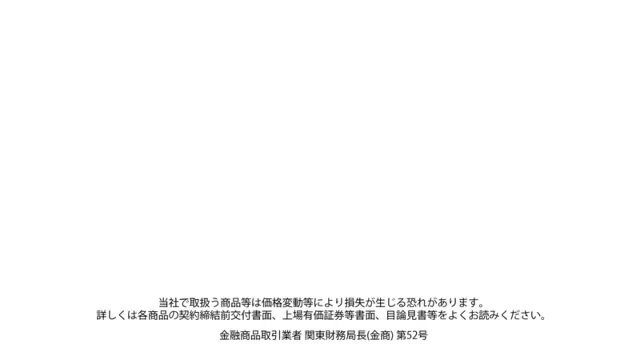 当社で取扱う商品等は価格変動等により損失が生じる恐れがあります。
詳しくは各商品の契約締結前交付書面、上場有価証券等書面、目論見書等をよくお読みください。
金融商品取引業者 関東財務局長(金商) 第52号